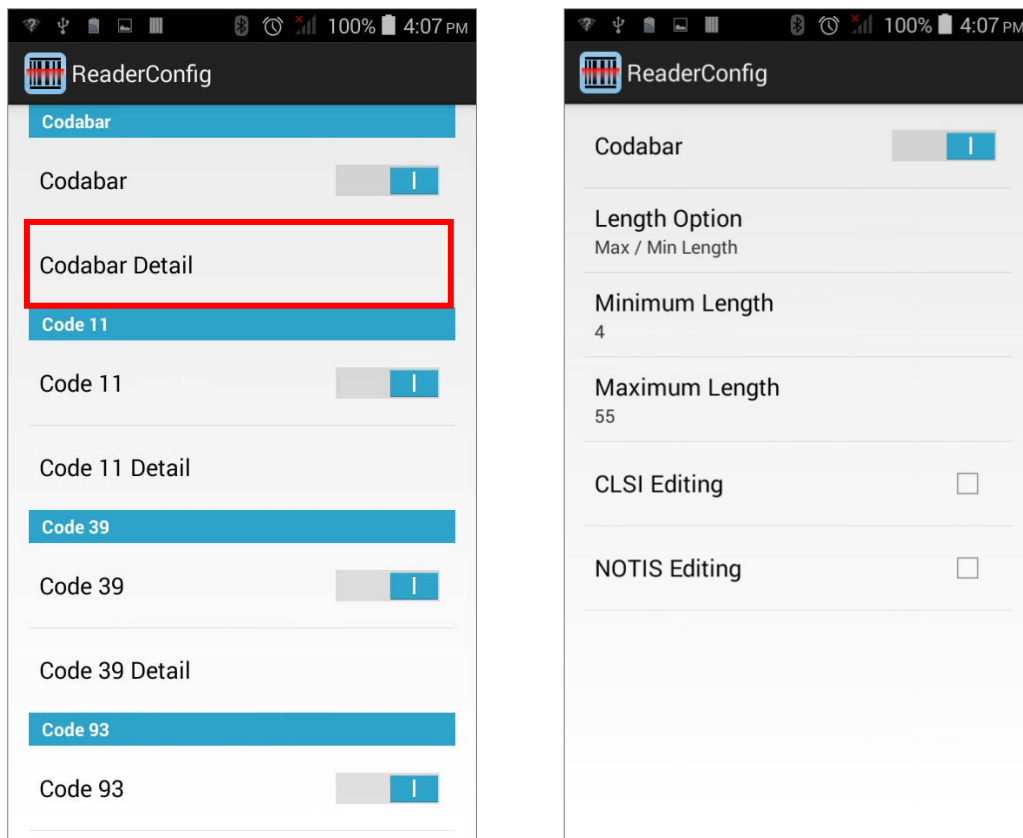 100% 4:07 PM
ReaderConfig
Codabar
Codabar
Codabar Detail
Code 11
Code 11
Code 11 Detail
Code 39
Code 39
Code 39 Detail
Code 93
Code 93
100% 4:07 PM
ReaderConfig
Codabar
Length Option
Max / Min Length
Minimum Length
4
Maximum Length
55
CLSI Editing
NOTIS Editing